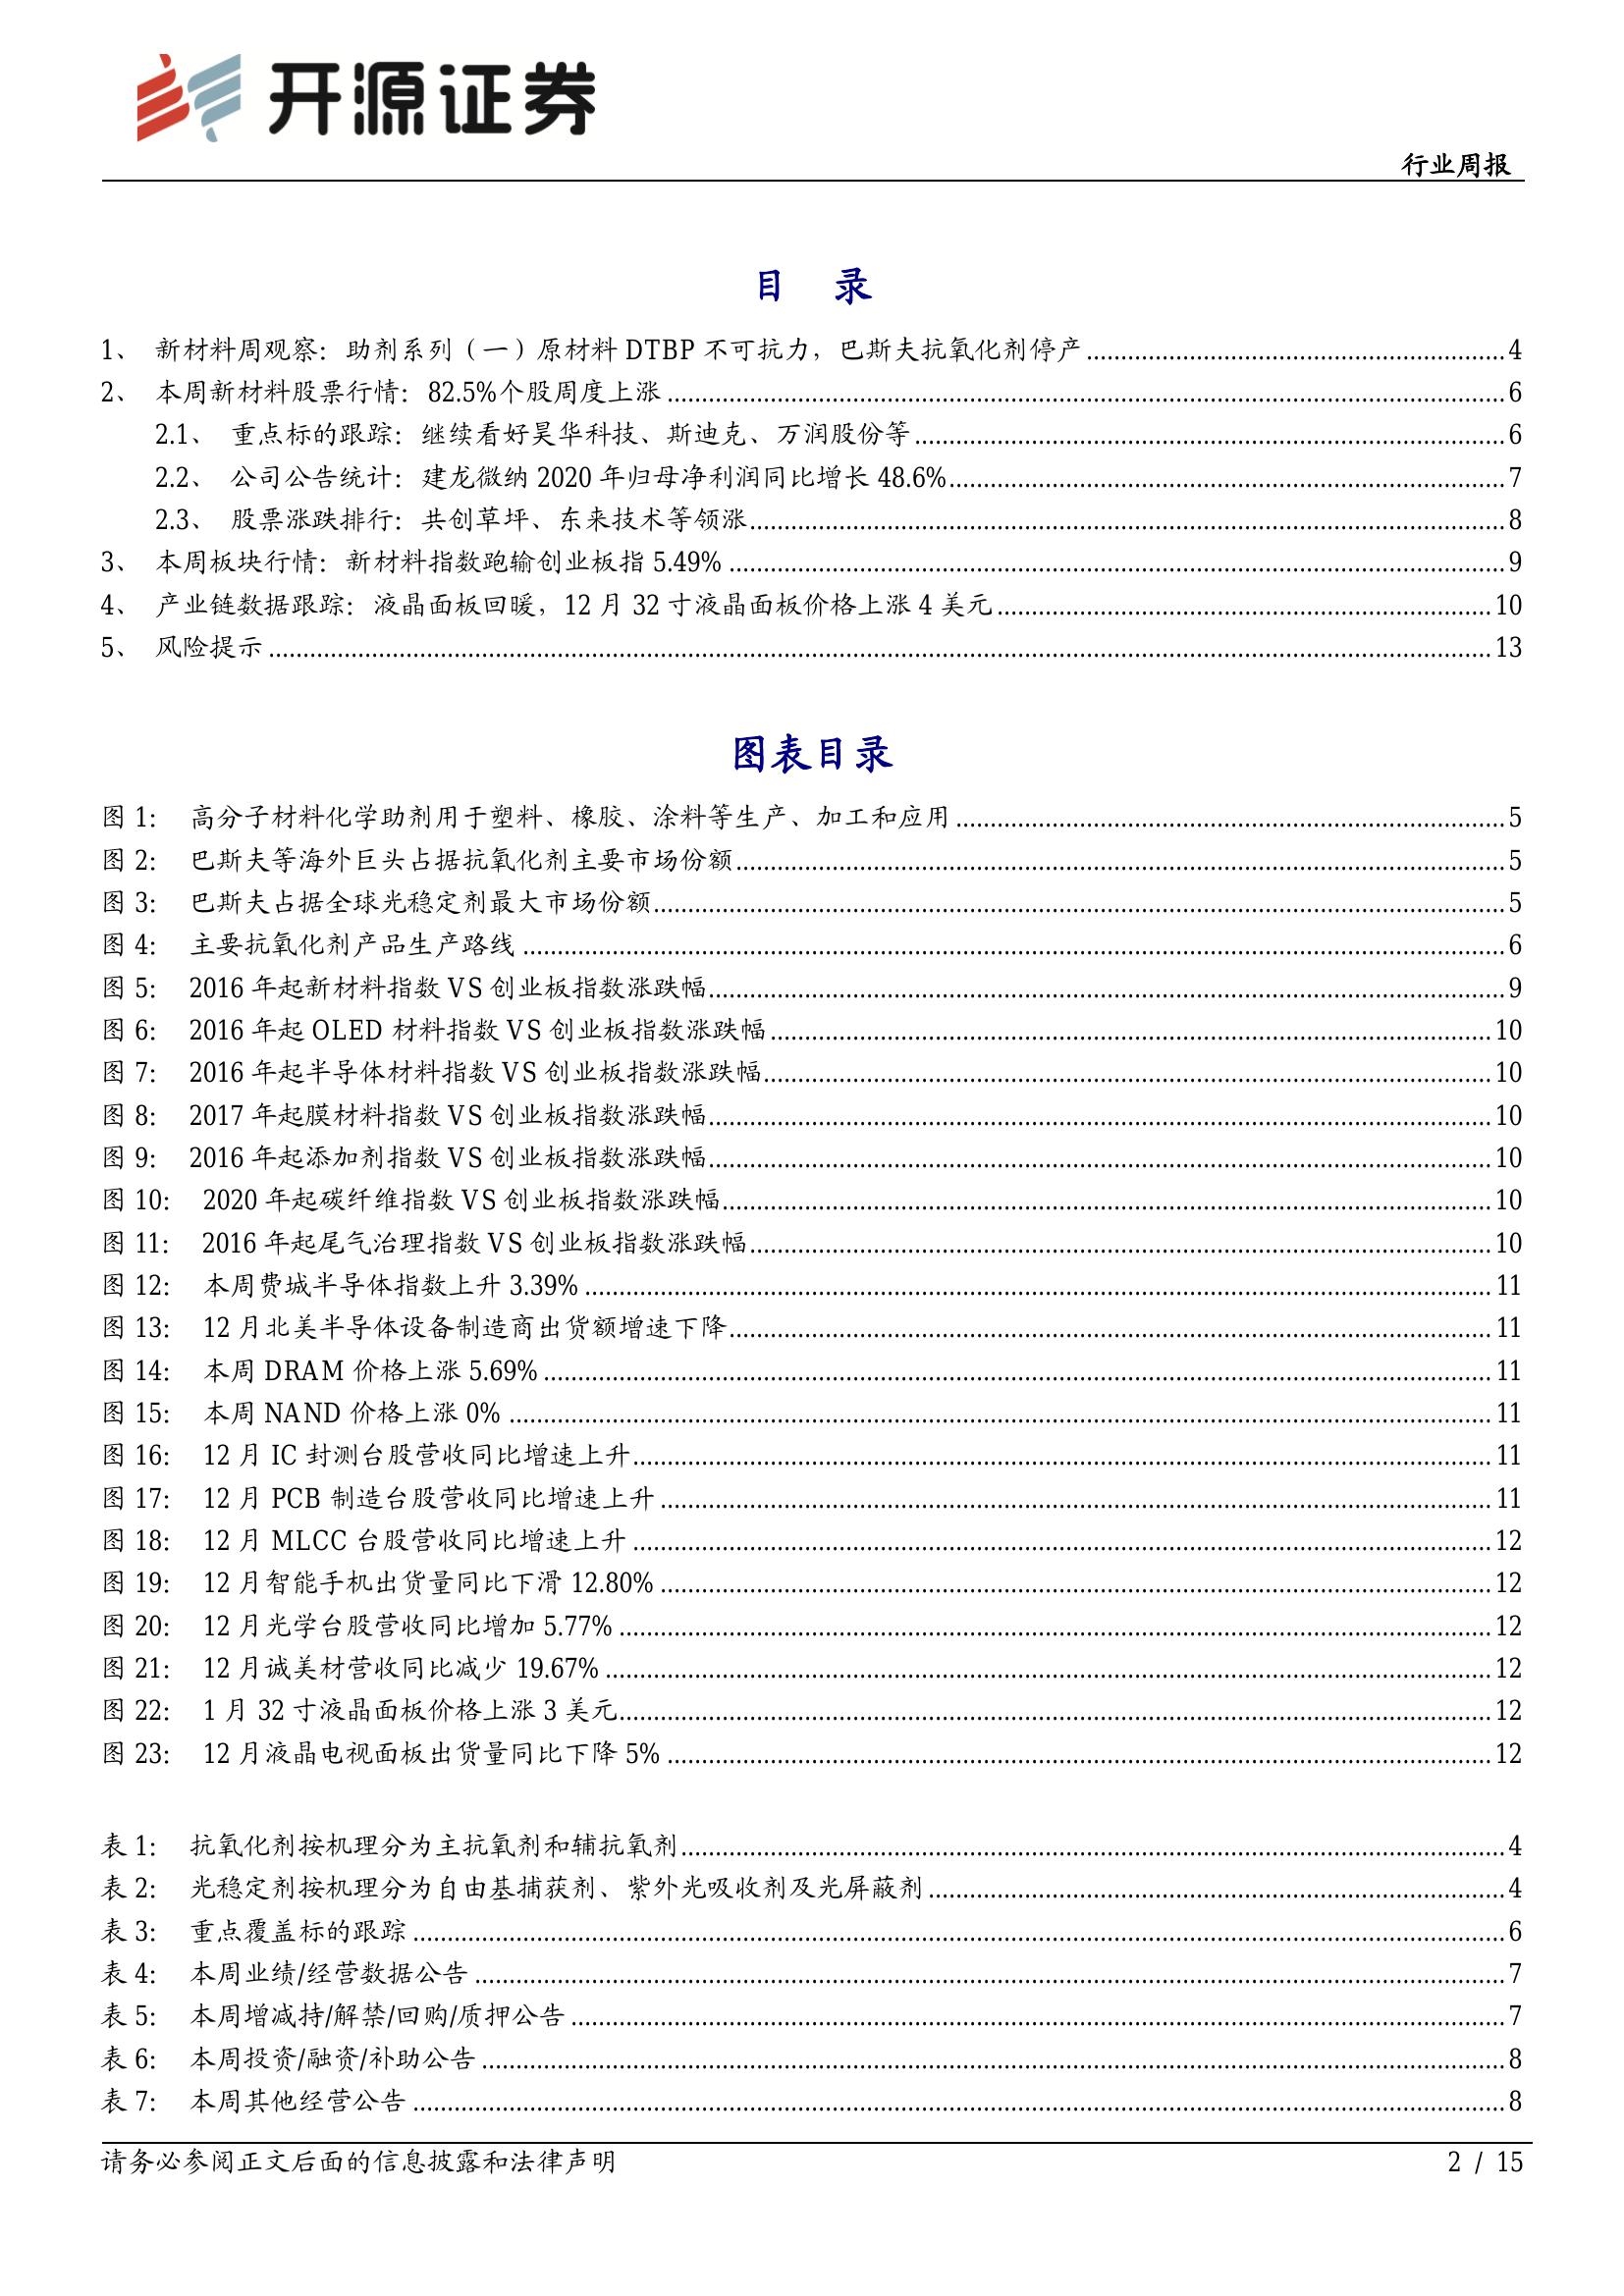 开源证券
行业周报
目 录
1、 新材料周观察：助剂系列（一）原材料 DTBP 不可抗力，巴斯夫抗氧化剂停产 4
2、 本周新材料股票行情：82.5%个股周度上涨 6
2.1、 重点标的跟踪：继续看好昊华科技、斯迪克、万润股份等 6
2.2、 公司公告统计：建龙微纳 2020 年归母净利润同比增长 48.6% 7
2.3、 股票涨跌排行：共创草坪、东来技术等领涨 8
3、 本周板块行情：新材料指数跑输创业板指 5.49% 9
4、 产业链数据跟踪：液晶面板回暖，12 月 32 寸液晶面板价格上涨 4 美元 10
5、 风险提示 13
图表目录
图 1： 高分子材料化学助剂用于塑料、橡胶、涂料等生产、加工和应用 5
图 2： 巴斯夫等海外巨头占据抗氧化剂主要市场份额 5
图 3： 巴斯夫占据全球光稳定剂最大市场份额 5
图 4： 主要抗氧化剂产品生产路线 6
图 5： 2016 年起新材料指数 VS 创业板指数涨跌幅 9
图 6： 2016 年起 OLED 材料指数 VS 创业板指数涨跌幅 10
图 7： 2016 年起半导体材料指数 VS 创业板指数涨跌幅 10
图 8： 2017 年起膜材料指数 VS 创业板指数涨跌幅 10
图 9： 2016 年起添加剂指数 VS 创业板指数涨跌幅 10
图 10： 2020 年起碳纤维指数 VS 创业板指数涨跌幅 10
图 11： 2016 年起尾气治理指数 VS 创业板指数涨跌幅 10
图 12： 本周费城半导体指数上升 3.39% 11
图 13： 12 月北美半导体设备制造商出货额增速下降 11
图 14： 本周 DRAM 价格上涨 5.69% 11
图 15： 本周 NAND 价格上涨 0% 11
图 16： 12 月 IC 封测台股营收同比增速上升 11
图 17： 12 月 PCB 制造台股营收同比增速上升 11
图 18： 12 月 MLCC 台股营收同比增速上升 12
图 19： 12 月智能手机出货量同比下滑 12.80% 12
图 20： 12 月光学台股营收同比增加 5.77% 12
图 21： 12 月诚美材营收同比减少 19.67% 12
图 22： 1 月 32 寸液晶面板价格上涨 3 美元 12
图 23： 12 月液晶电视面板出货量同比下降 5% 12
表 1： 抗氧化剂按机理分为主抗氧剂和辅抗氧剂 4
表 2： 光稳定剂按机理分为自由基捕获剂、紫外光吸收剂及光屏蔽剂 4
表 3： 重点覆盖标的跟踪 6
表 4： 本周业绩/经营数据公告 7
表 5： 本周增减持/解禁/回购/质押公告 7
表 6： 本周投资/融资/补助公告 8
表 7： 本周其他经营公告 8
请务必参阅正文后面的信息披露和法律声明
2 / 15